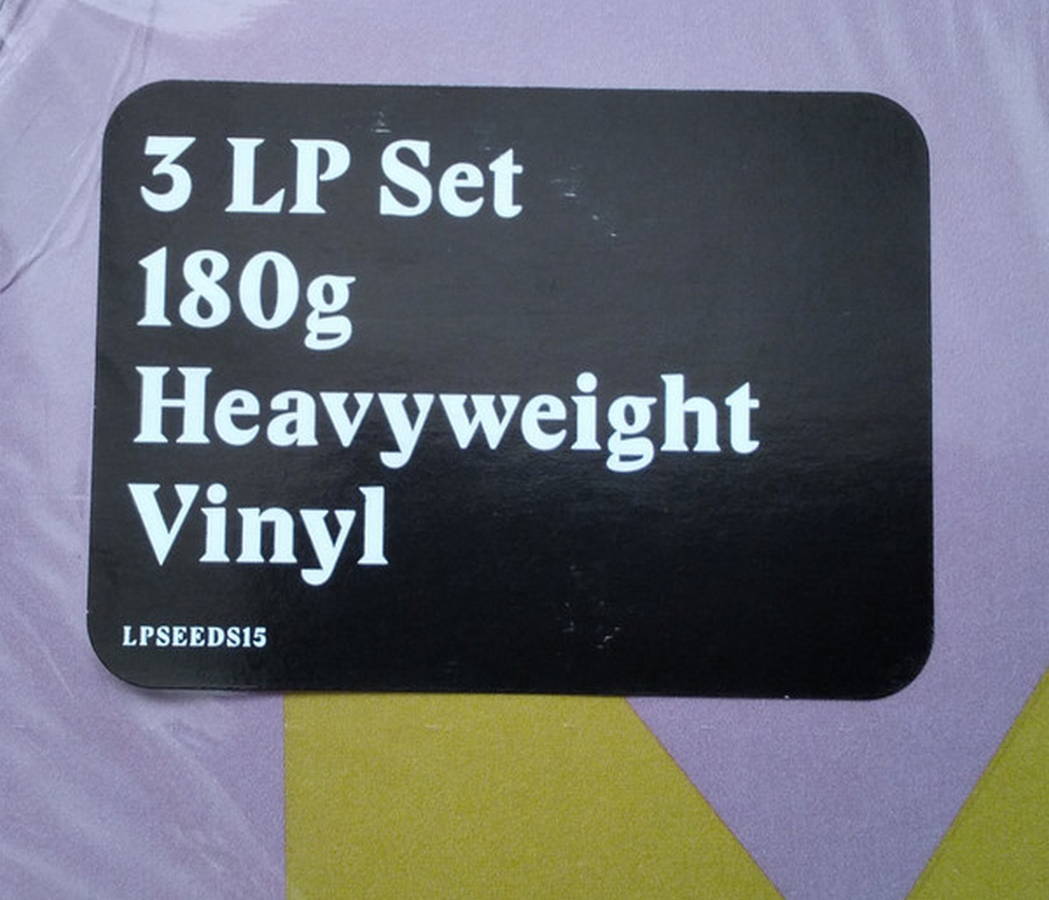 3 LP Set
180g
Heavyweight
Vinyl
LPSEEDS15